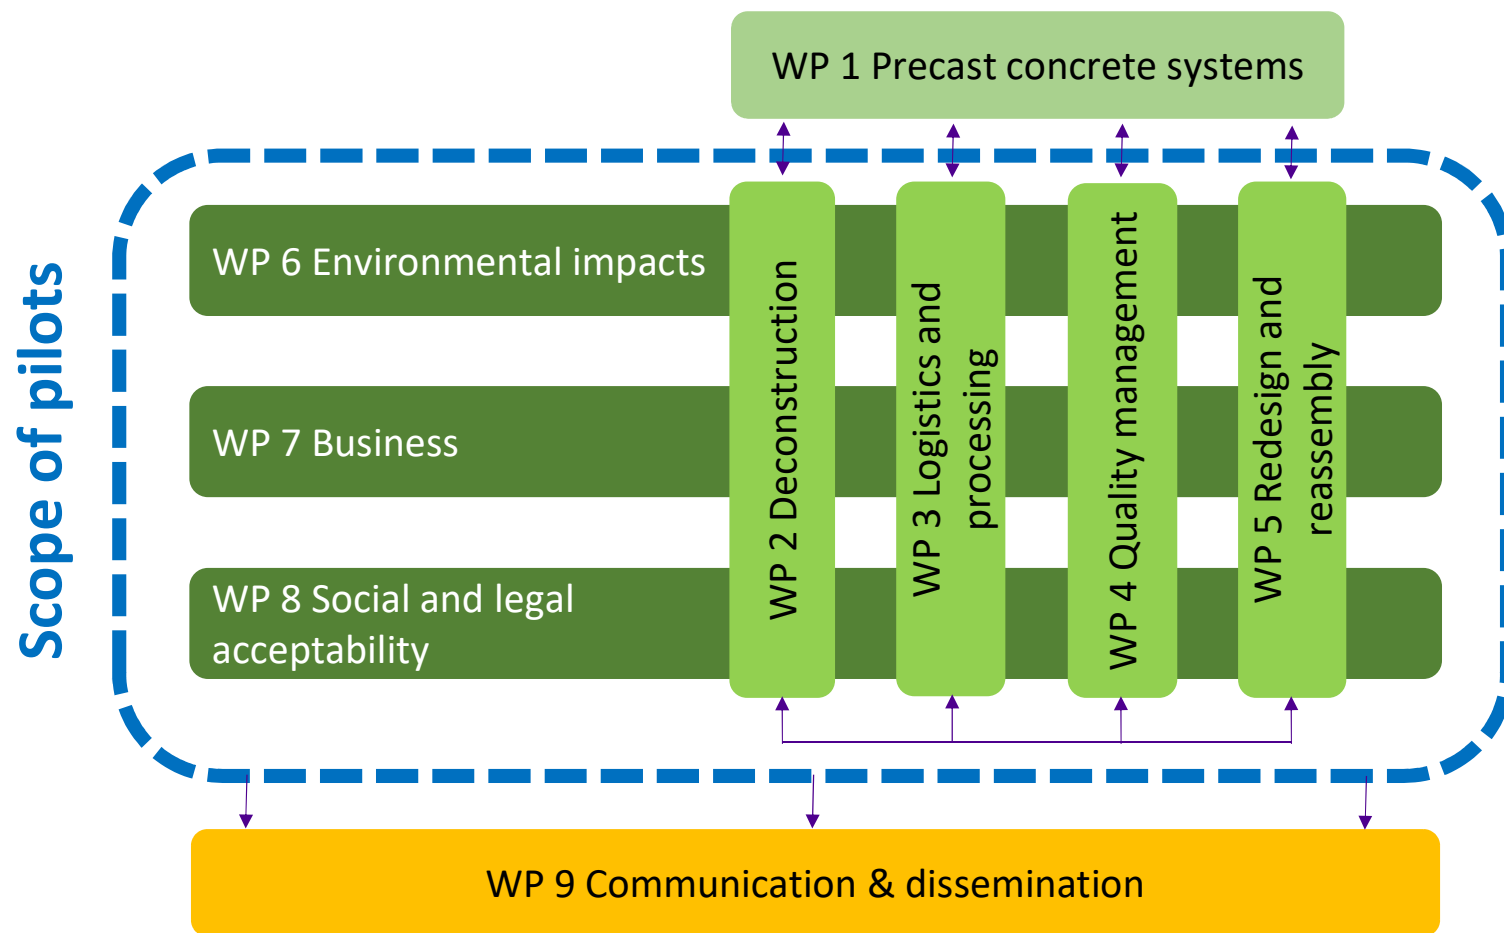 WP 1 Precast concrete systems
Scope of pilots
WP 6 Environmental impacts
WP 7 Business
WP 8 Social and legal
acceptability
WP 2 Deconstruction
WP 3 Logistics and
processing
WP 4 Quality management
WP 5 Redesign and
reassembly
WP 9 Communication & dissemination